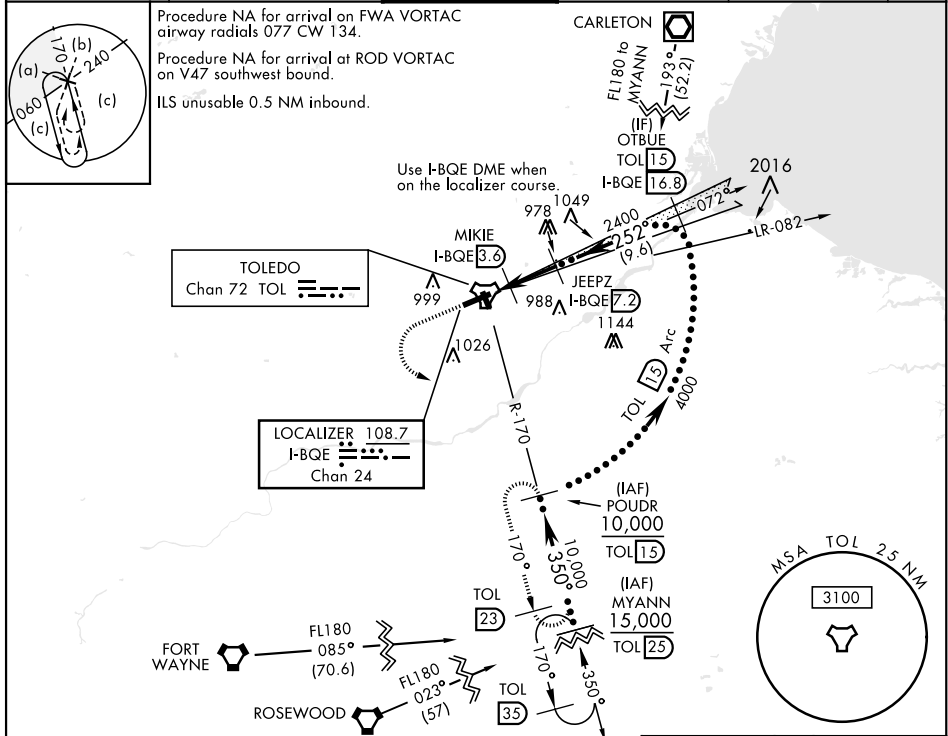 Procedure NA for arrival on FWA VORTAC
airway radials 077 CW 134.
Procedure NA for arrival at ROD VORTAC
on V47 southwest bound.
ILS unusable 0.5 NM inbound.
170
(b)
240
(a)
(c)
060
(c)
CARLETON
FL180 to
MYANN
193°
(52.2)
(IF)
OTBUE
TOL 15
I-BQE 16.8
2016
Use I-BQE DME when
on the localizer course.
978
1049
2400
072°
252°
(9.6)
LR-082
MIKIE
I-BQE 3.6
JEEPZ
I-BQE 7.2
TOLEDO
Chan 72 TOL
999
988
1144
1026
TOL 15 Arc
4000
LOCALIZER 108.7
I-BQE
Chan 24
R-170
(IAF)
POUDR
10,000
TOL 15
170°
10,000
350°
(IAF)
MYANN
15,000
TOL 25
TOL
23
FORT
WAYNE
FL180
085°
(70.6)
FL180
023°
(57)
ROSEWOOD
170°
350°
TOL
35
MSA TOL 25 NM
3100